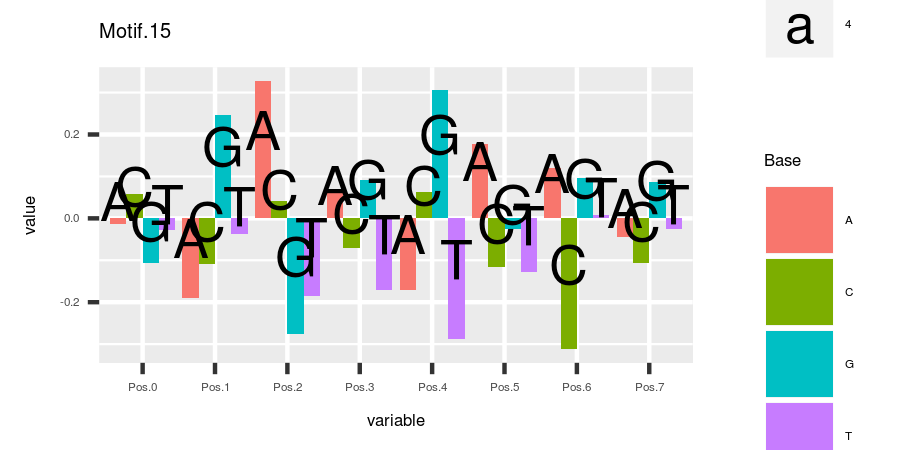 Motif.15
a 4
value
0.2
0.0
-0.2
A C G T A C G T A C G T A C G T A C G T A C G T A C G T A C G T
Pos.0 Pos.1 Pos.2 Pos.3 Pos.4 Pos.5 Pos.6 Pos.7
variable
Base
A
C
G
T